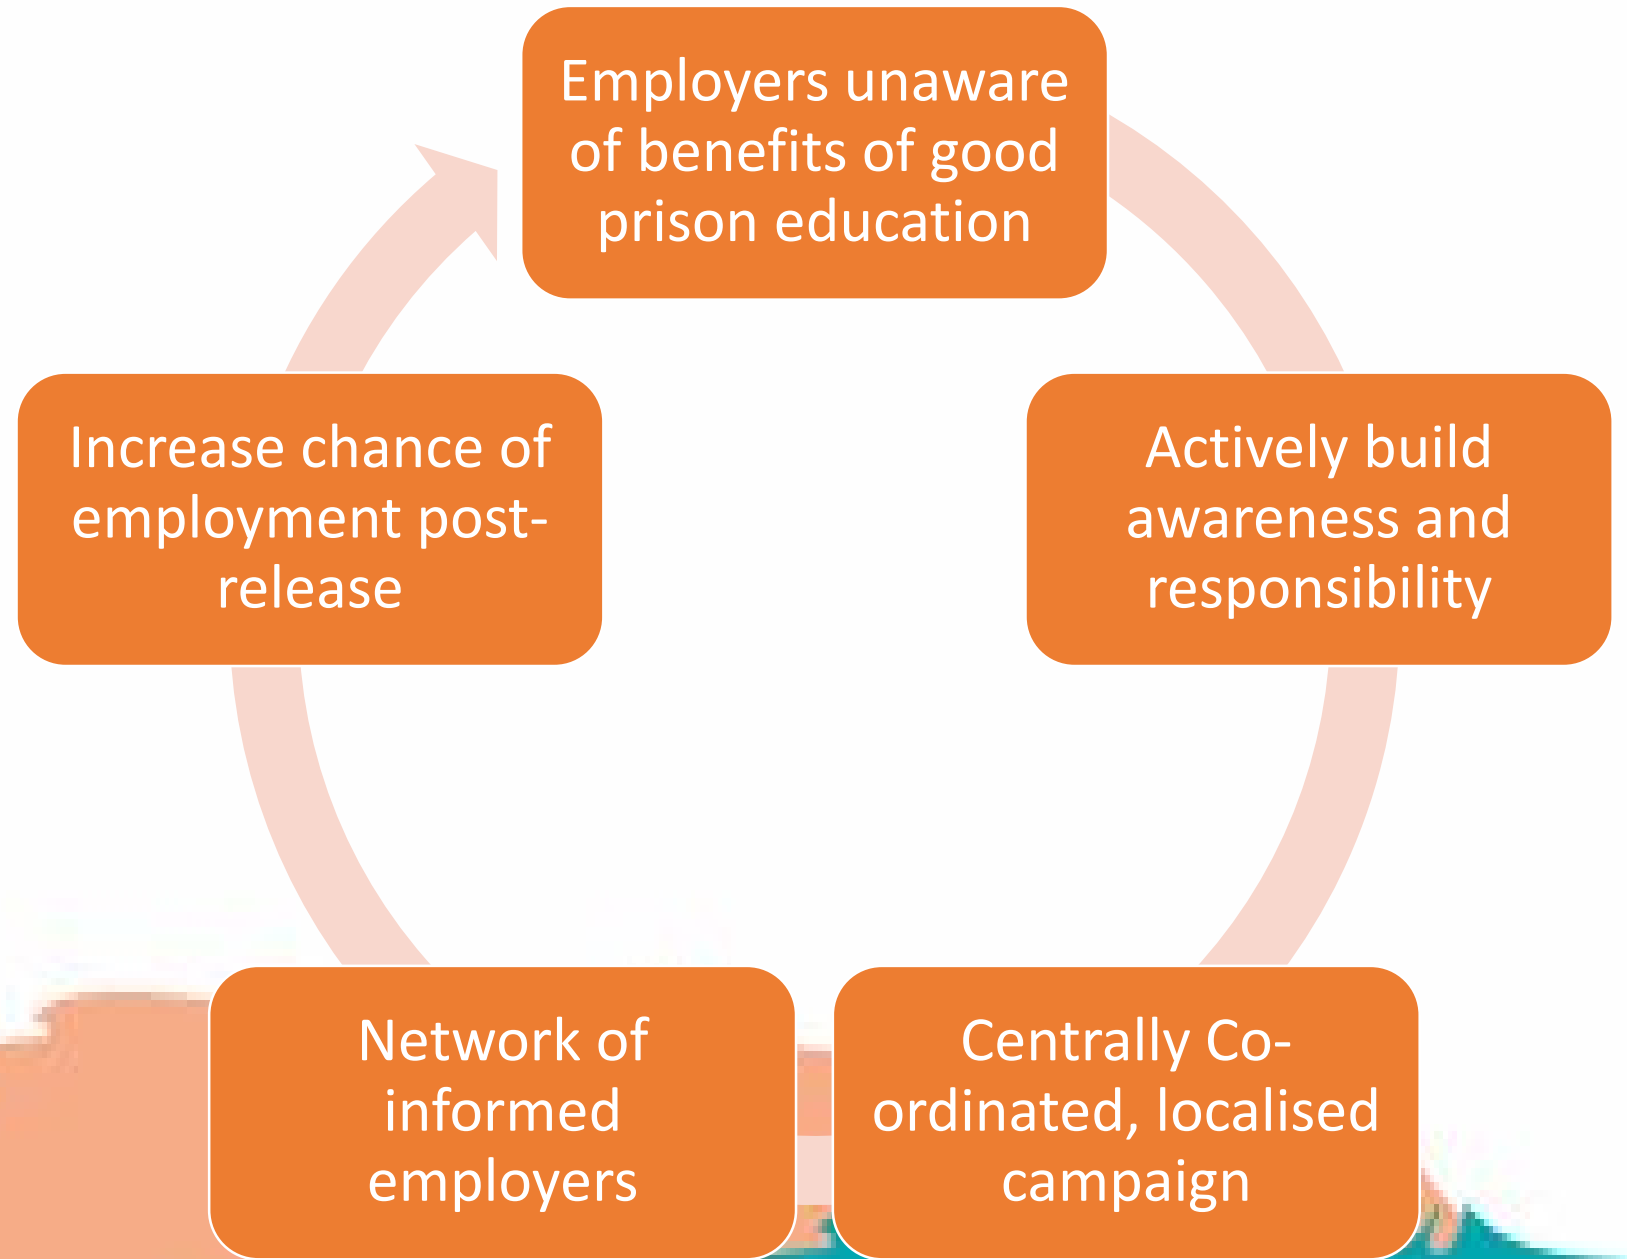 Employers unaware
of benefits of good
prison education
Actively build
awareness and
responsibility
Centrally Co-
ordinated, localised
campaign
Network of
informed
employers
Increase chance of
employment post-
release